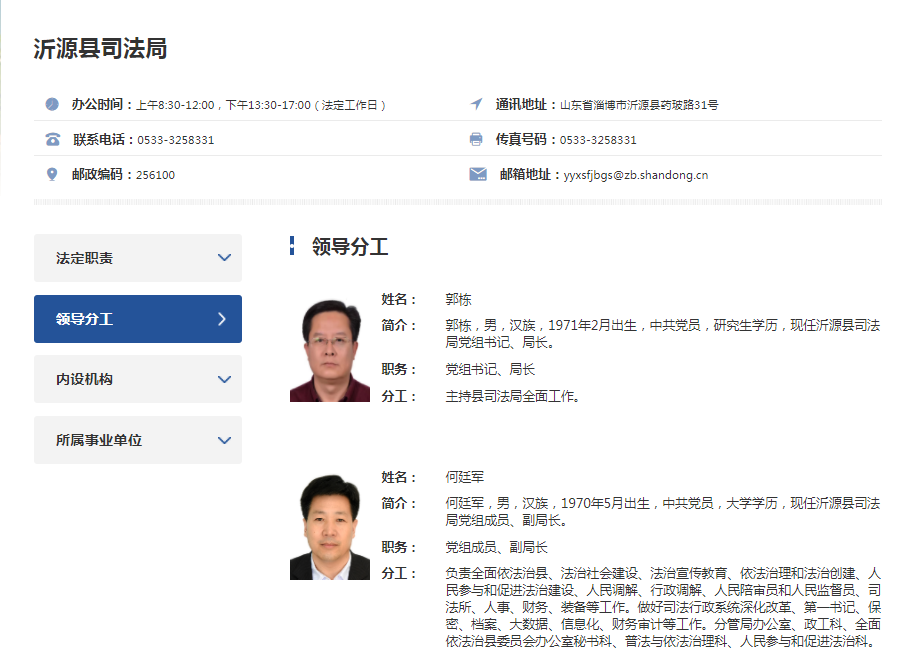 沂源县司法局
办公时间：上午8:30-12:00，下午13:30-17:00（法定工作日）
通讯地址：山东省淄博市沂源县药玻路31号
联系电话：0533-3258331
传真号码：0533-3258331
邮政编码：256100
邮箱地址：yyxsfjbgs@zb.shandong.cn
法定职责
领导分工
内设机构
所属事业单位
领导分工
姓名：郭栋
简介：郭栋，男，汉族，1971年2月出生，中共党员，研究生学历，现任沂源县司法
局党组书记、局长。
职务：党组书记、局长
分工：主持县司法局全面工作。
姓名：何廷军
简介：何廷军，男，汉族，1970年5月出生，中共党员，大学学历，现任沂源县司法
局党组成员、副局长。
职务：党组成员、副局长
分工：负责全面依法治县、法治社会建设、法治宣传教育、依法治理和法治创建、人
民参与和促进法治建设、人民调解、行政调解、人民陪审员和人民监督员、司
法所、人事、财务、装备等工作。做好司法行政系统深化改革、第一书记、保
密、档案、大数据、信息化、财务审计等工作。分管局办公室、政工科、全面
依法治县委员会办公室秘书科、普法与依法治理科、人民参与和促进法治科。